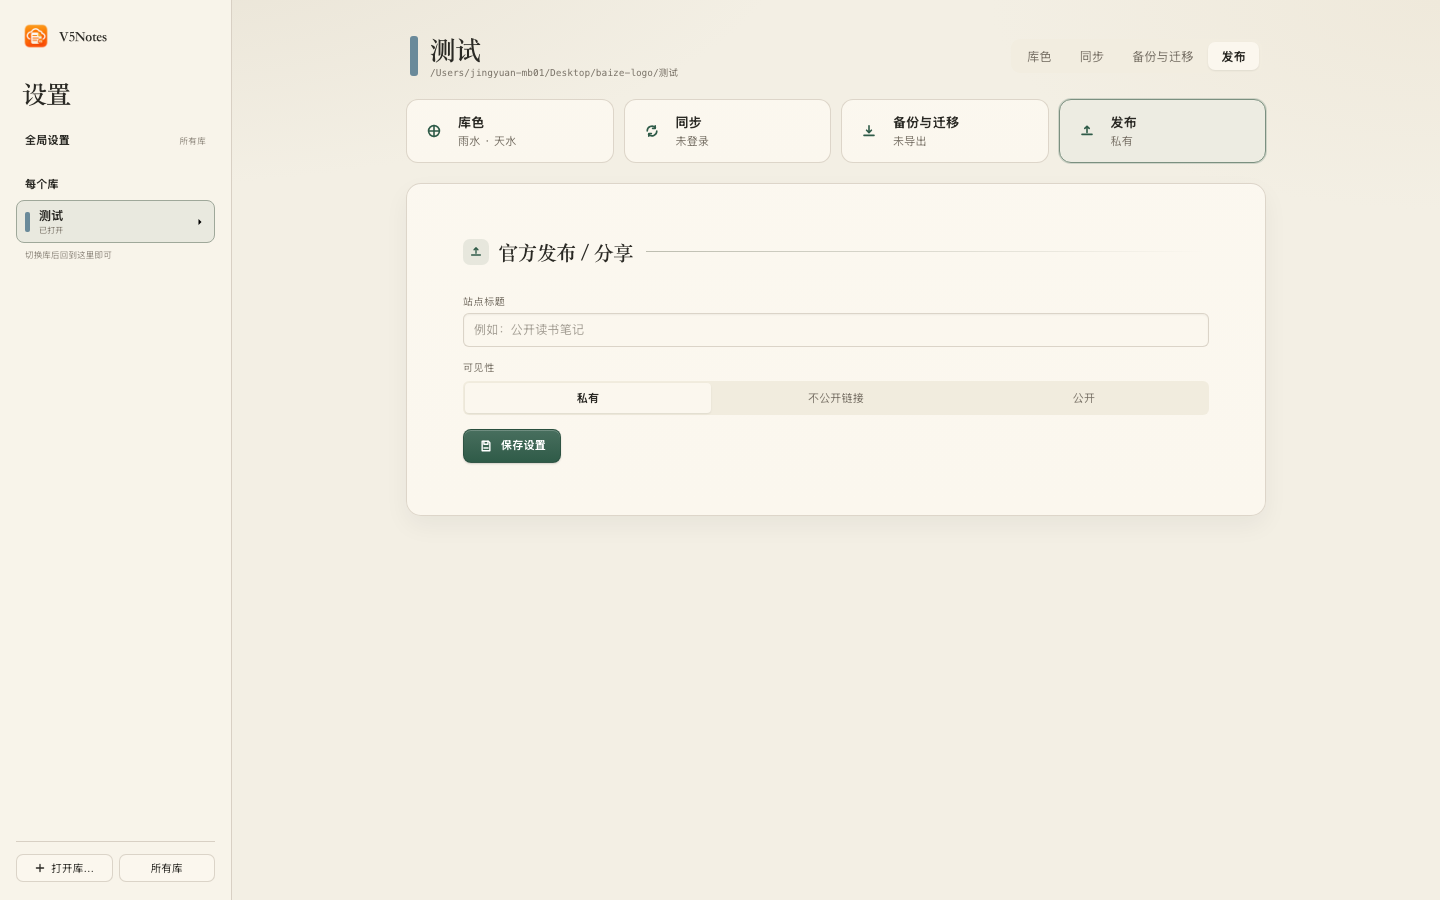 V5Notes
设置
全局设置
所有库
每个库
测试
已打开
切换库后回到这里即可
打开库...
所有库
测试
/Users/jingyuan-mb01/Desktop/baize-logo/测试
库色
同步
备份与迁移
发布
库色
雨水 · 天水
同步
未登录
备份与迁移
未导出
发布
私有
官方发布 / 分享
站点标题
例如：公开读书笔记
可见性
私有
不公开链接
公开
保存设置